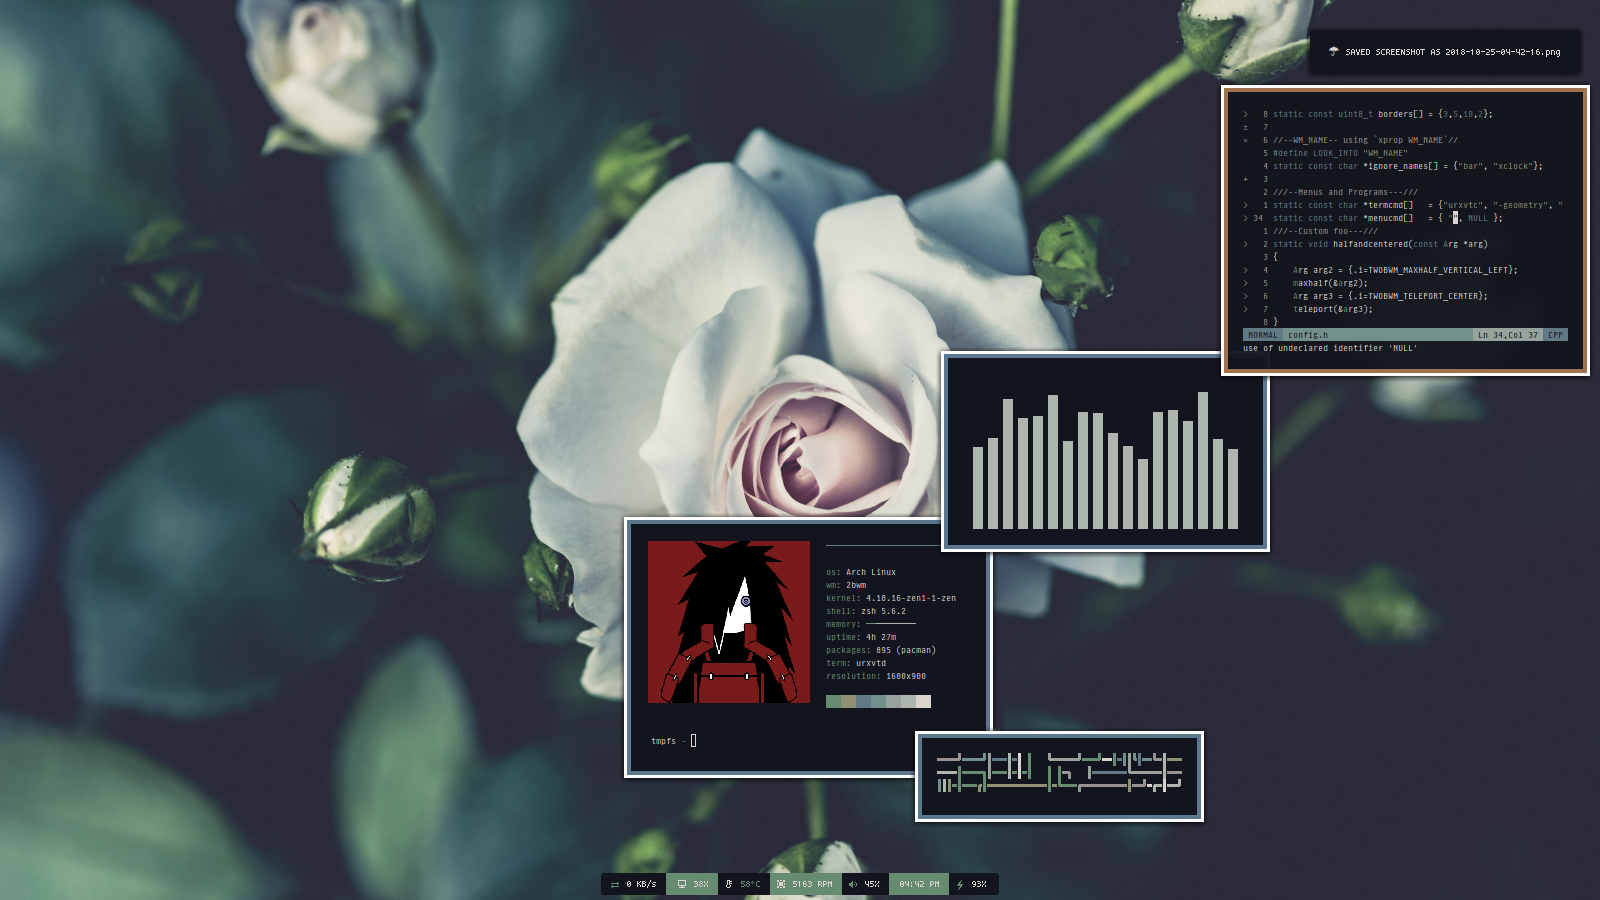 SAVED SCREENSHOT AS 2018-10-25-04-42-16.png
> 8 static const uint8_t borders[] = {3,5,10,2};
± 7
× 6 //--WM_NAME-- using `xprop WM_NAME`//
5 #define LOOK_INTO "WM_NAME"
4 static const char *ignore_names[] = {"bar", "xclock"};
+ 3
2 ///--Menus and Programs---///
> 1 static const char *termcmd[] = {"urxvtc", "-geometry", "
> 34 static const char *menucmd[] = { "", NULL };
1 ///--Custom foo---///
> 2 static void halfandcentered(const Arg *arg)
3 {
> 4 Arg arg2 = {.i=TWOBWM_MAXHALF_VERTICAL_LEFT};
> 5 maxhalf(&arg2);
> 6 Arg arg3 = {.i=TWOBWM_TELEPORT_CENTER};
> 7 teleport(&arg3);
8 }
NORMAL config.h Ln 34,Col 37 CPP
use of undeclared identifier 'NULL'
os: Arch Linux
wm: 2bwm
kernel: 4.18.16-zen1-1-zen
shell: zsh 5.6.2
memory:
uptime: 4h 27m
packages: 895 (pacman)
term: urxvtd
resolution: 1600x900
tmpfs -
0 KB/s 38% 58°C 5163 RPM 45% 04:42 PM 93%